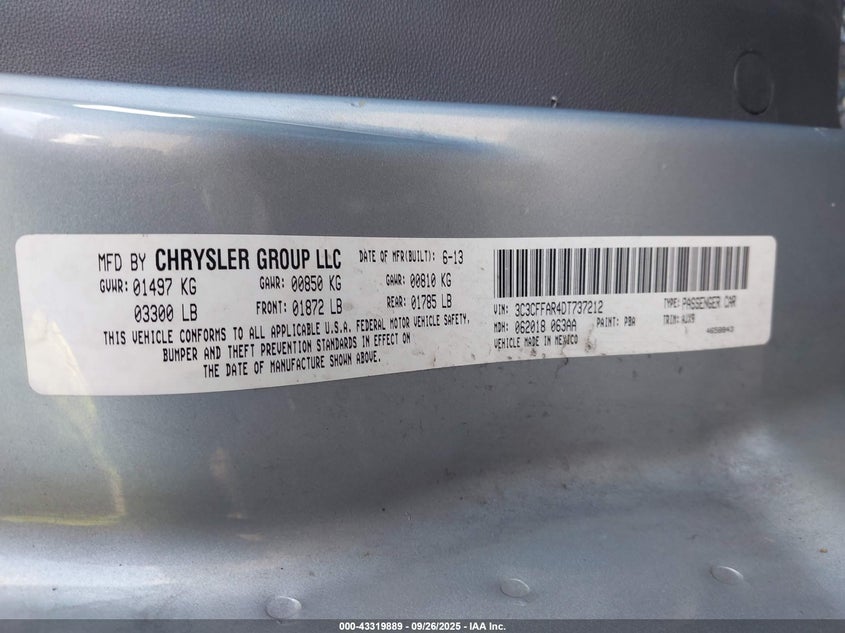 MFD BY CHRYSLER GROUP LLC DATE OF MFR(BUILT): 6-13
GVWR: 01497 KG GAWR: 00850 KG GAWR: 00810 KG
03300 LB FRONT: 01872 LB REAR: 01785 LB
THIS VEHICLE CONFORMS TO ALL APPLICABLE U.S.A. FEDERAL MOTOR VEHICLE SAFETY,
BUMPER AND THEFT PREVENTION STANDARDS IN EFFECT ON
THE DATE OF MANUFACTURE SHOWN ABOVE.
VIN: 3C3CFFAR4DT737212 TYPE: PASSENGER CAR
MDH: 062018 063AA PAINT: PBA TRIM: AJX9
VEHICLE MADE IN MEXICO 4658843
000-43319889 - 09/26/2025 - IAA Inc.